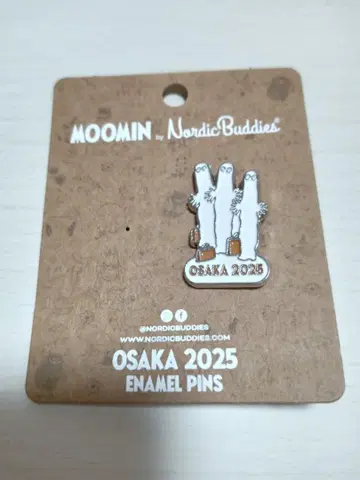 MOOMIN by NordicBuddies®
OSAKA 2025
@NORDICBUDDIES
WWW.NORDICBUDDIES.COM
OSAKA 2025
ENAMEL PINS